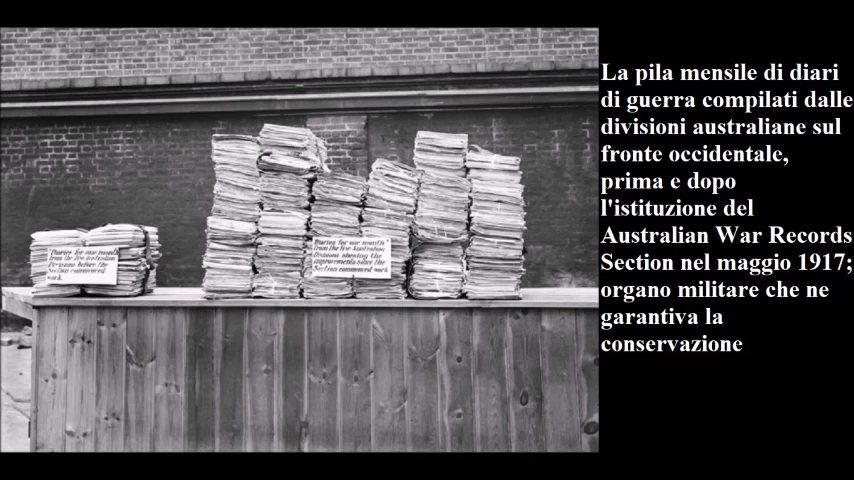 La pila mensile di diari
di guerra compilati dalle
divisioni australiane sul
fronte occidentale,
prima e dopo
l'istituzione del
Australian War Records
Section nel maggio 1917;
organo militare che ne
garantiva la
conservazione
"Diaries for one month"
from the five Australian
Divisions before the
Section commenced
work.
"Diaries for one month"
from the five Australian
Divisions showing the
improvements since the
Section commenced work.